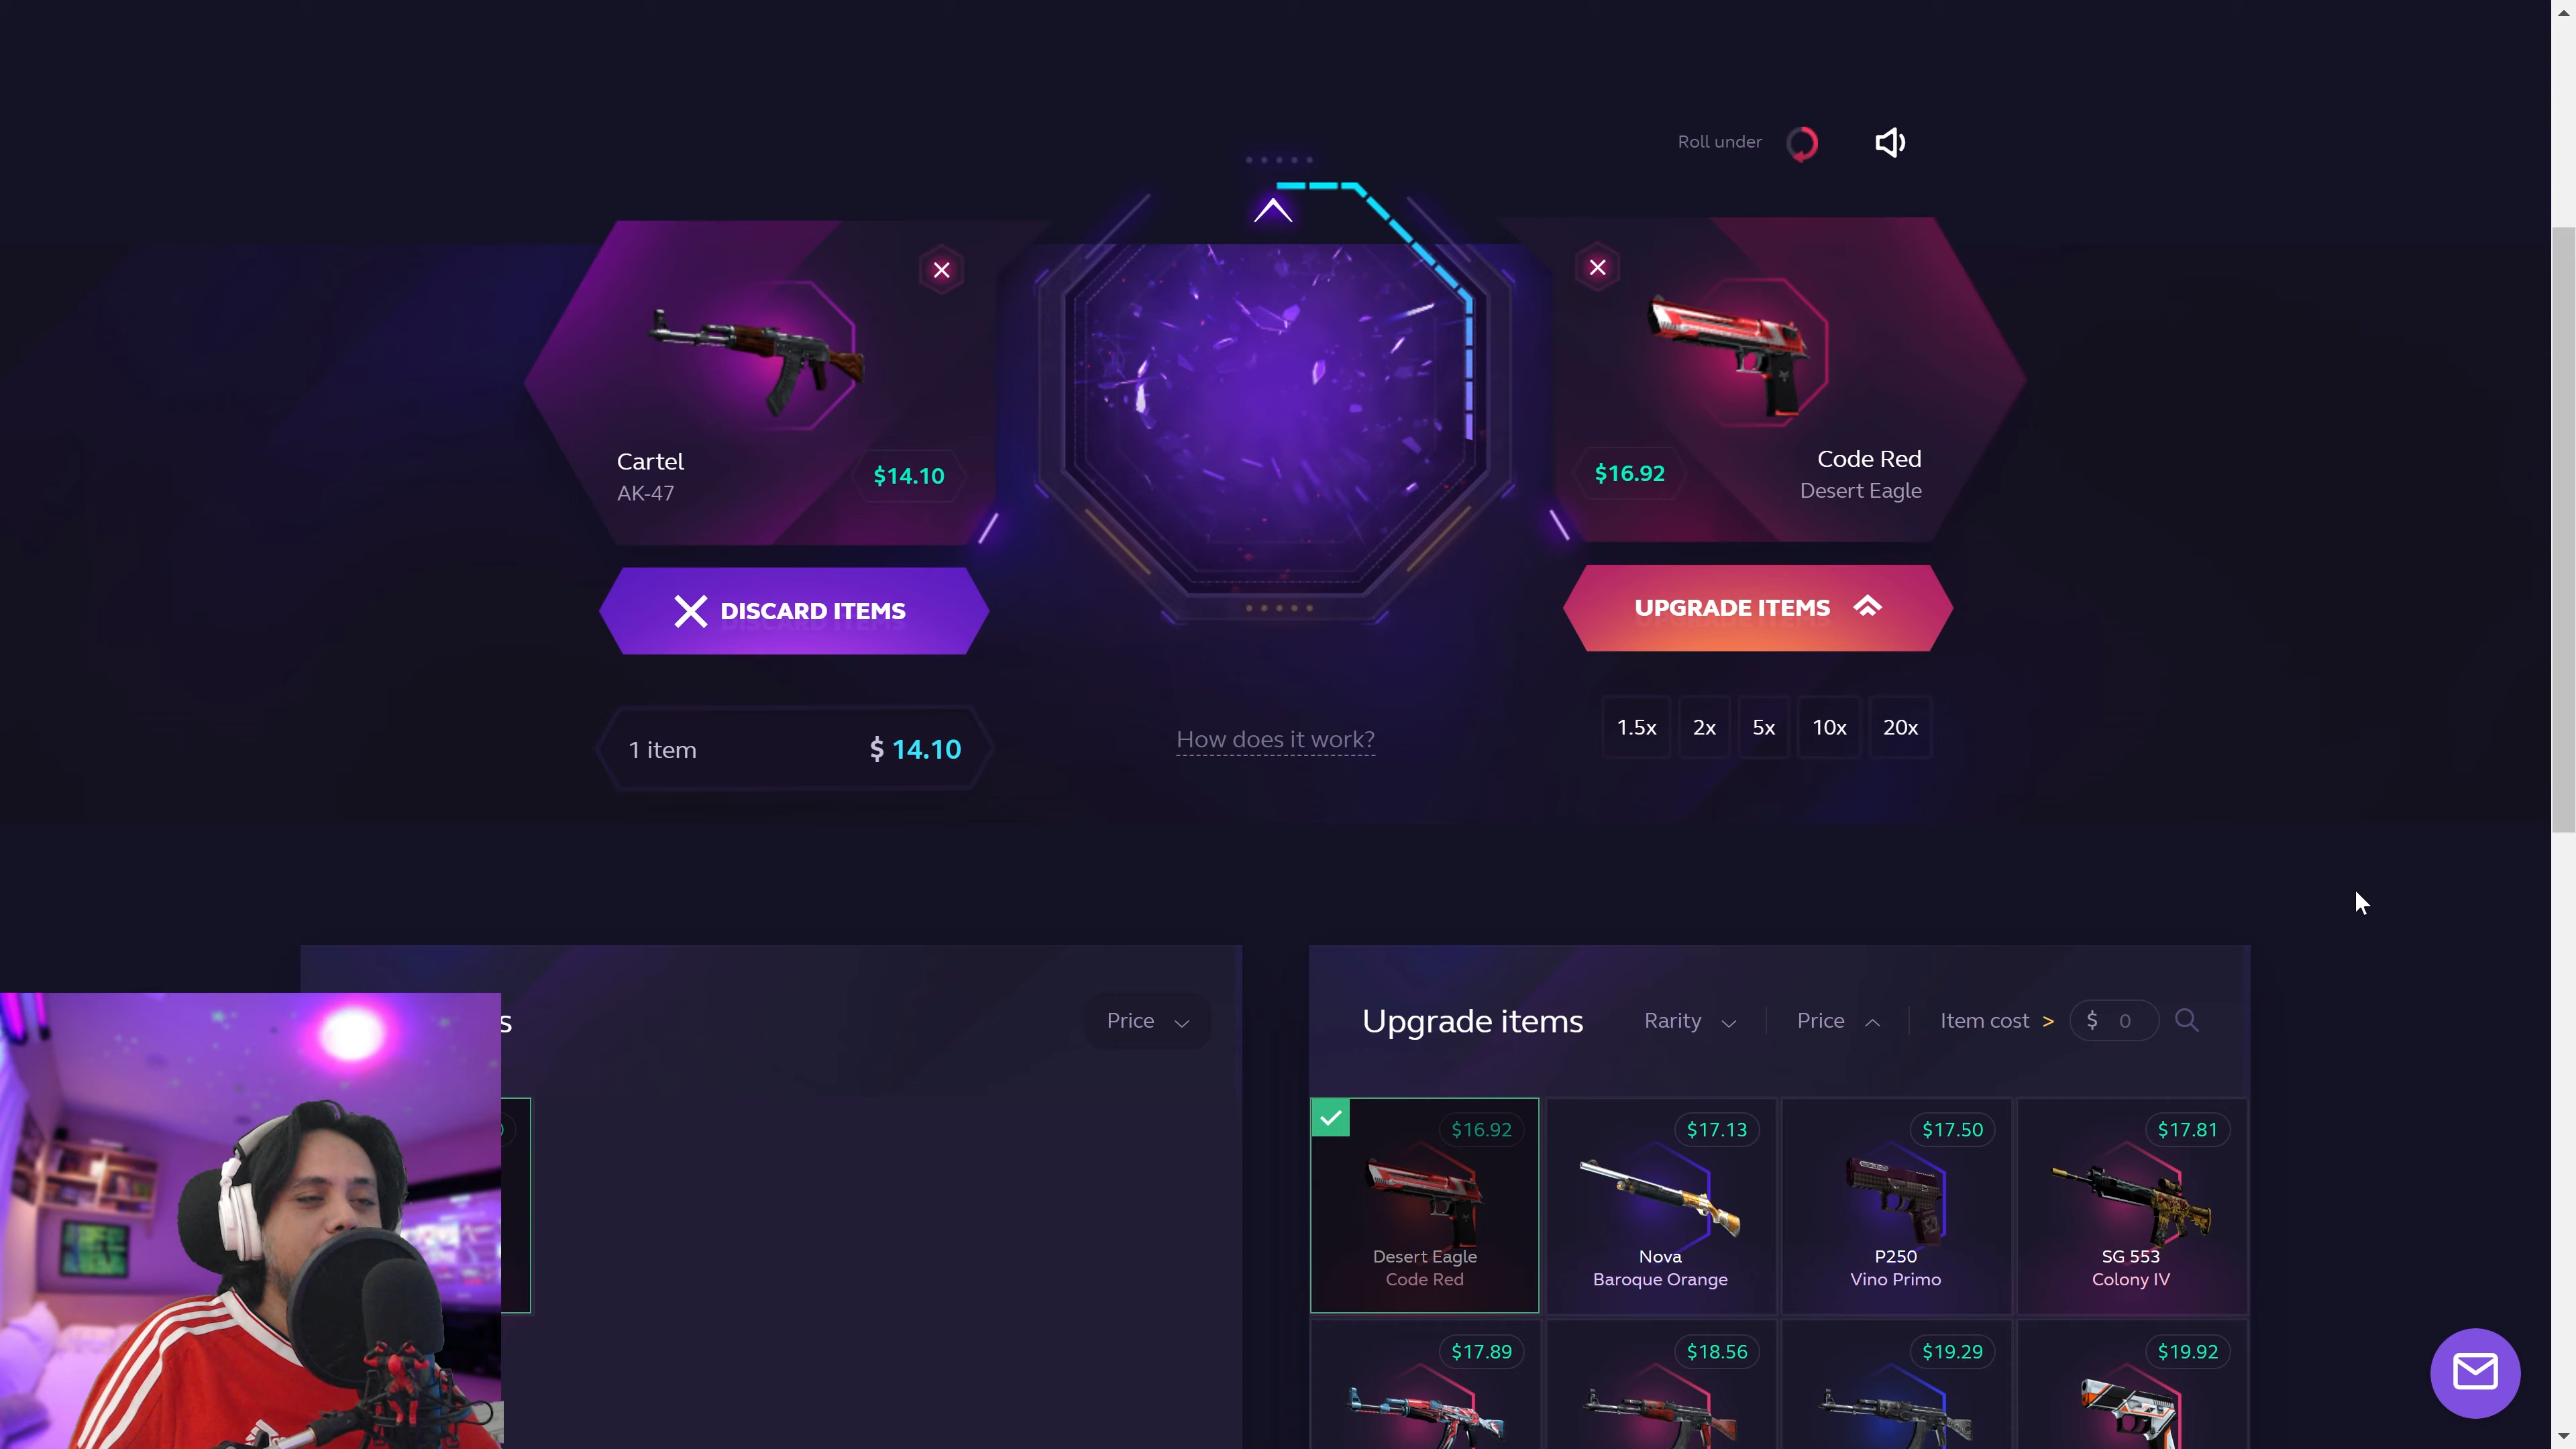 Roll under
Cartel
AK-47
$14.10
$16.92
Code Red
Desert Eagle
DISCARD ITEMS
UPGRADE ITEMS
1 item
$ 14.10
How does it work?
1.5x
2x
5x
10x
20x
s
Price
Upgrade items
Rarity
Price
Item cost >
$ 0
$16.92
Desert Eagle
Code Red
$17.13
Nova
Baroque Orange
$17.50
P250
Vino Primo
$17.81
SG 553
Colony IV
$17.89
$18.56
$19.29
$19.92